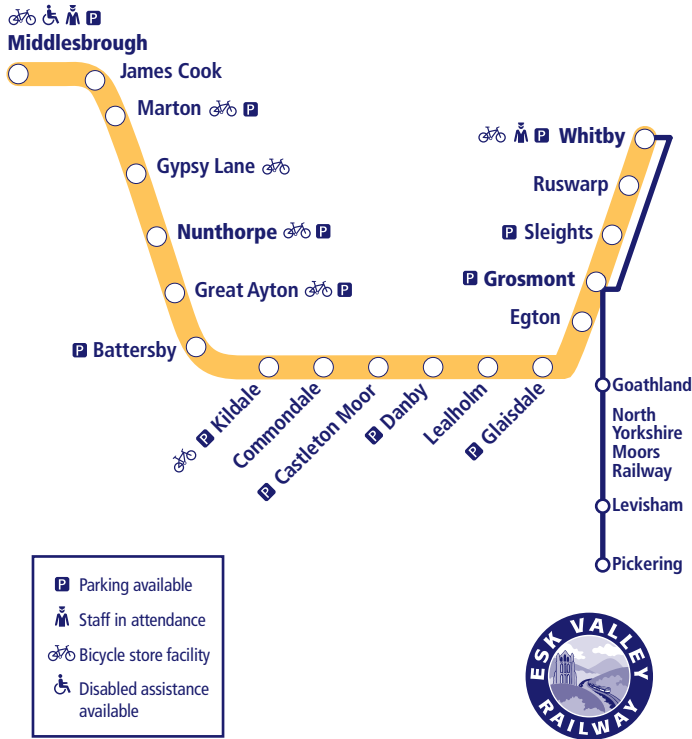 Middlesbrough
James Cook
Marton P
Gypsy Lane
Nunthorpe P
Great Ayton P
P Battersby
P Kildale
Commondale
P Castleton Moor
P Danby
Lealholm
P Glaisdale
Egton
P Grosmont
P Sleights
Ruswarp
P Whitby
Goathland
North
Yorkshire
Moors
Railway
Levisham
Pickering
P Parking available
Staff in attendance
Bicycle store facility
Disabled assistance
available
ESK VALLEY
RAILWAY
P